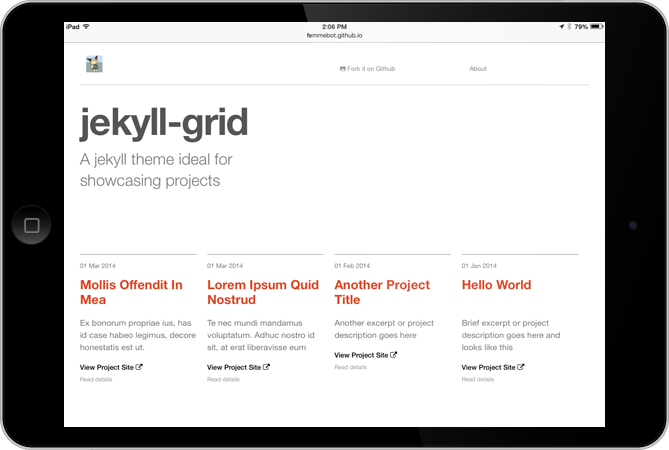 iPad 2:06 PM 79%
femmebot.github.io
Fork it on Github About
jekyll-grid
A jekyll theme ideal for
showcasing projects
01 Mar 2014
Mollis Offendit In
Mea
Ex bonorum propriae ius, has
id case habeo legimus, decore
honestatis est ut.
View Project Site
Read details
01 Mar 2014
Lorem Ipsum Quid
Nostrud
Te nec mundi mandamus
voluptatum. Adhuc nostro id
sit, at erat liberavisse eum
View Project Site
Read details
01 Feb 2014
Another Project
Title
Another excerpt or project
description goes here
View Project Site
Read details
01 Jan 2014
Hello World
Brief excerpt or project
description goes here and
looks like this
View Project Site
Read details